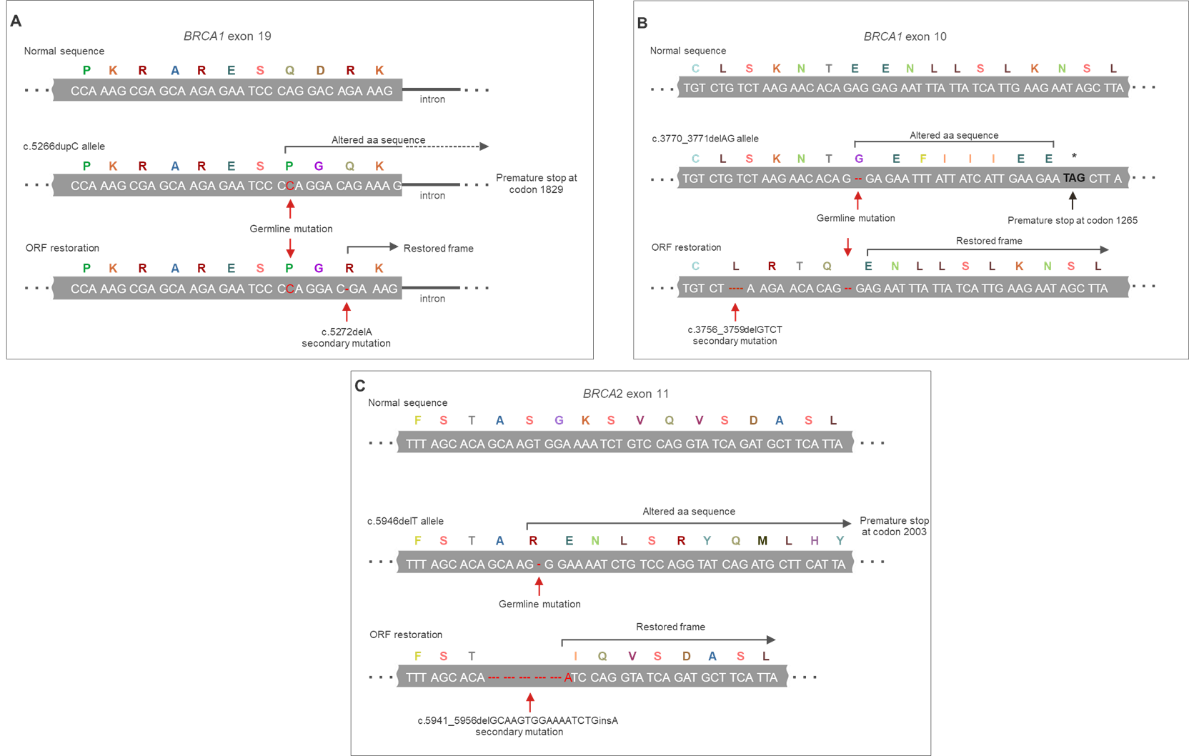 A
BRCA1 exon 19
Normal sequence
P K R A R E S Q D R K
CCA AAG CGA GCA AGA GAA TCC CAG GAC AGA AAG
intron
c.5266dupC allele
Altered aa sequence
P K R A R E S P G Q K
CCA AAG CGA GCA AGA GAA TCC CCA GGA CAG AAA G
intron
Premature stop at
codon 1829
Germline mutation
ORF restoration
Restored frame
P K R A R E S P G R K
CCA AAG CGA GCA AGA GAA TCC CCA GGA C-GA AAG
intron
c.5272delA
secondary mutation
B
BRCA1 exon 10
Normal sequence
C L S K N T E E N L L S L K N S L
TGT CTG TCT AAG AAC ACA GAG GAG AAT TTA TTA TCA TTG AAG AAT AGC TTA
c.3770_3771delAG allele
Altered aa sequence
C L S K N T G E F I I I E E *
TGT CTG TCT AAG AAC ACA G -- GA GAA TTT ATT ATC ATT GAA GAA TAG CTT A
Germline mutation
Premature stop at codon 1265
ORF restoration
Restored frame
C L R T Q E N L L S L K N S L
TGT CT ---- A AGA ACA CAG -- GAG AAT TTA TTA TCA TTG AAG AAT AGC TTA
c.3756_3759delGTCT
secondary mutation
C
BRCA2 exon 11
Normal sequence
F S T A S G K S V Q V S D A S L
TTT AGC ACA GCA AGT GGA AAA TCT GTC CAG GTA TCA GAT GCT TCA TTA
c.5946delT allele
Altered aa sequence
Premature stop
at codon 2003
F S T A R E N L S R Y Q M L H Y
TTT AGC ACA GCA AG - G GAA AAT CTG TCC AGG TAT CAG ATG CTT CAT TA
Germline mutation
ORF restoration
Restored frame
F S T I Q V S D A S L
TTT AGC ACA --- --- --- --- --- ATC CAG GTA TCA GAT GCT TCA TTA
c.5941_5956delGCAAGTGGAAAATCTGinsA
secondary mutation